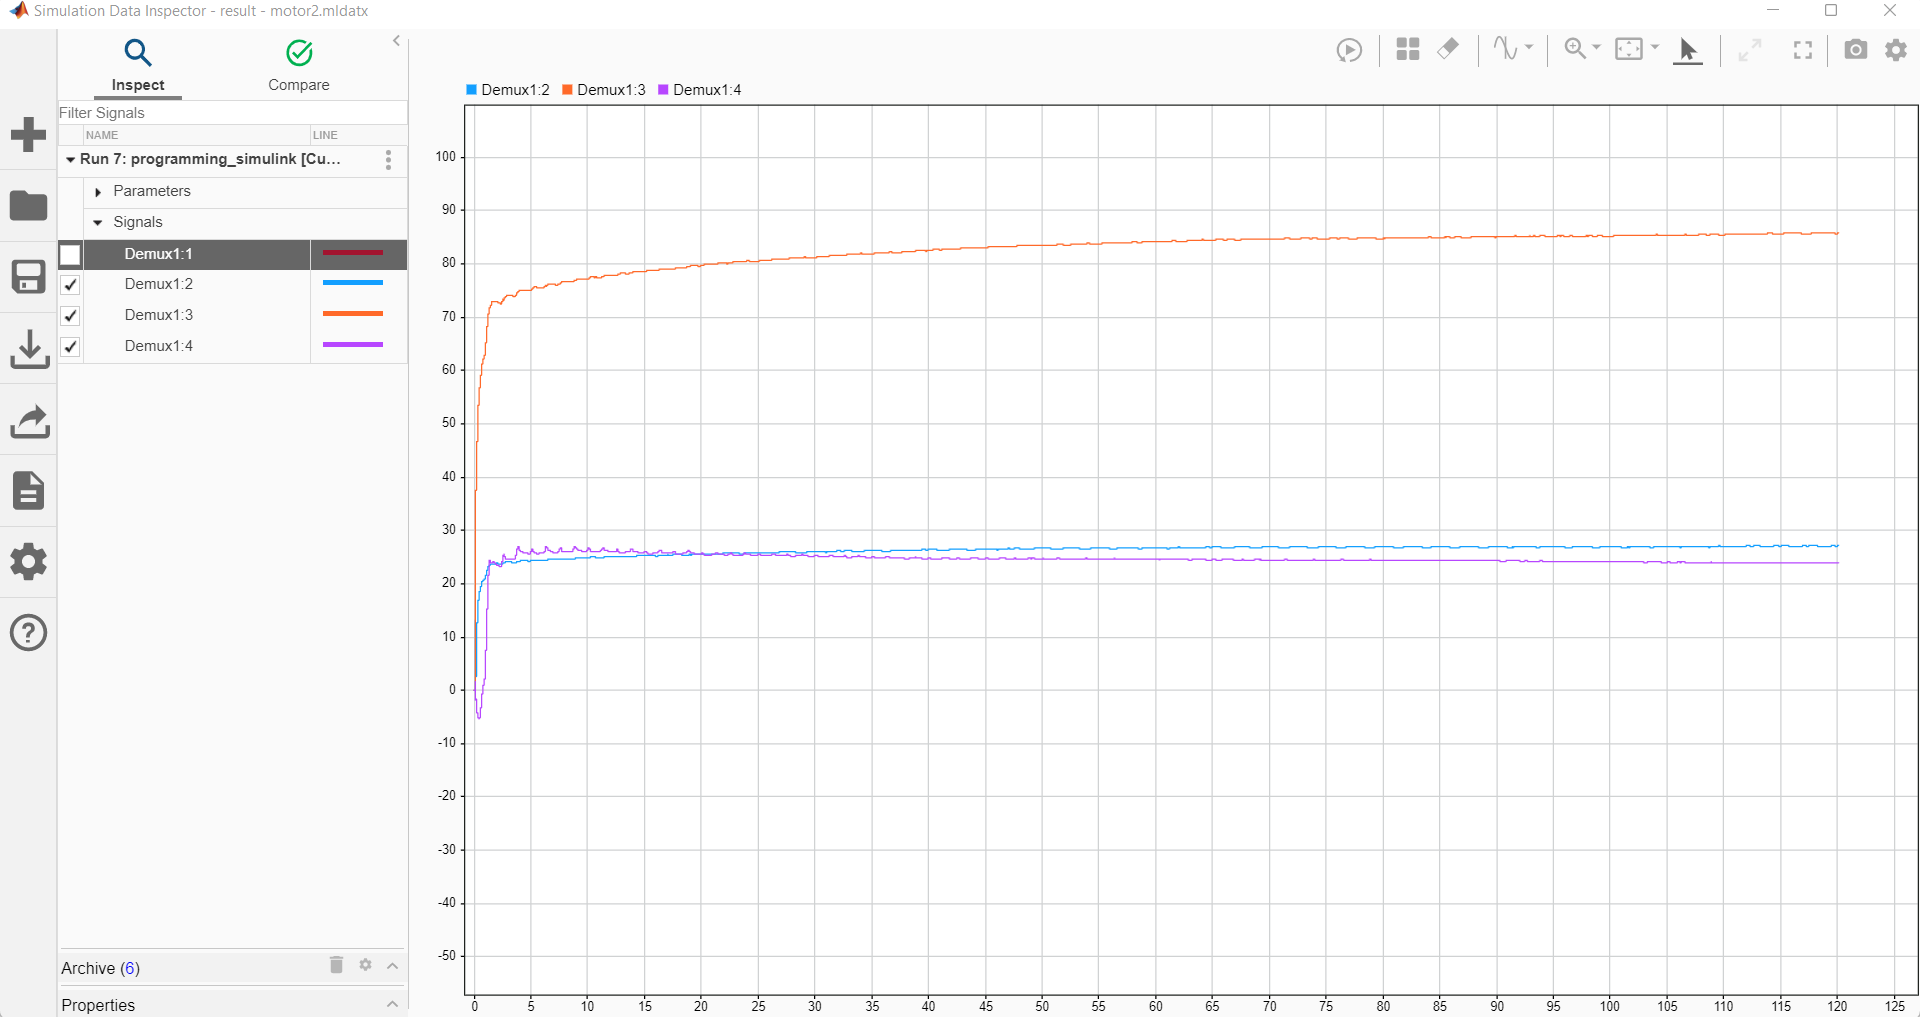 Simulation Data Inspector - result - motor2.mldatx
Inspect
Compare
Filter Signals
NAME
LINE
Run 7: programming_simulink [Cu...
Parameters
Signals
Demux1:1
Demux1:2
Demux1:3
Demux1:4
Archive (6)
Properties
Demux1:2 Demux1:3 Demux1:4
100
90
80
70
60
50
40
30
20
10
0
-10
-20
-30
-40
-50
0 5 10 15 20 25 30 35 40 45 50 55 60 65 70 75 80 85 90 95 100 105 110 115 120 125